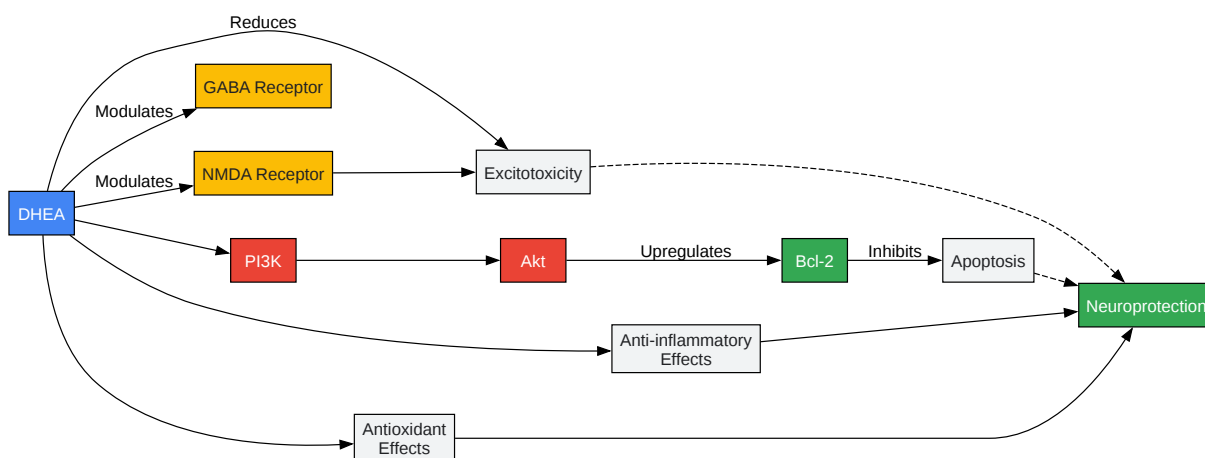 Reduces
GABA Receptor
Modulates
NMDA Receptor
Modulates
Excitotoxicity
DHEA
PI3K
Akt
Upregulates
Bcl-2
Inhibits
Apoptosis
Neuroprotection
Anti-inflammatory
Effects
Antioxidant
Effects